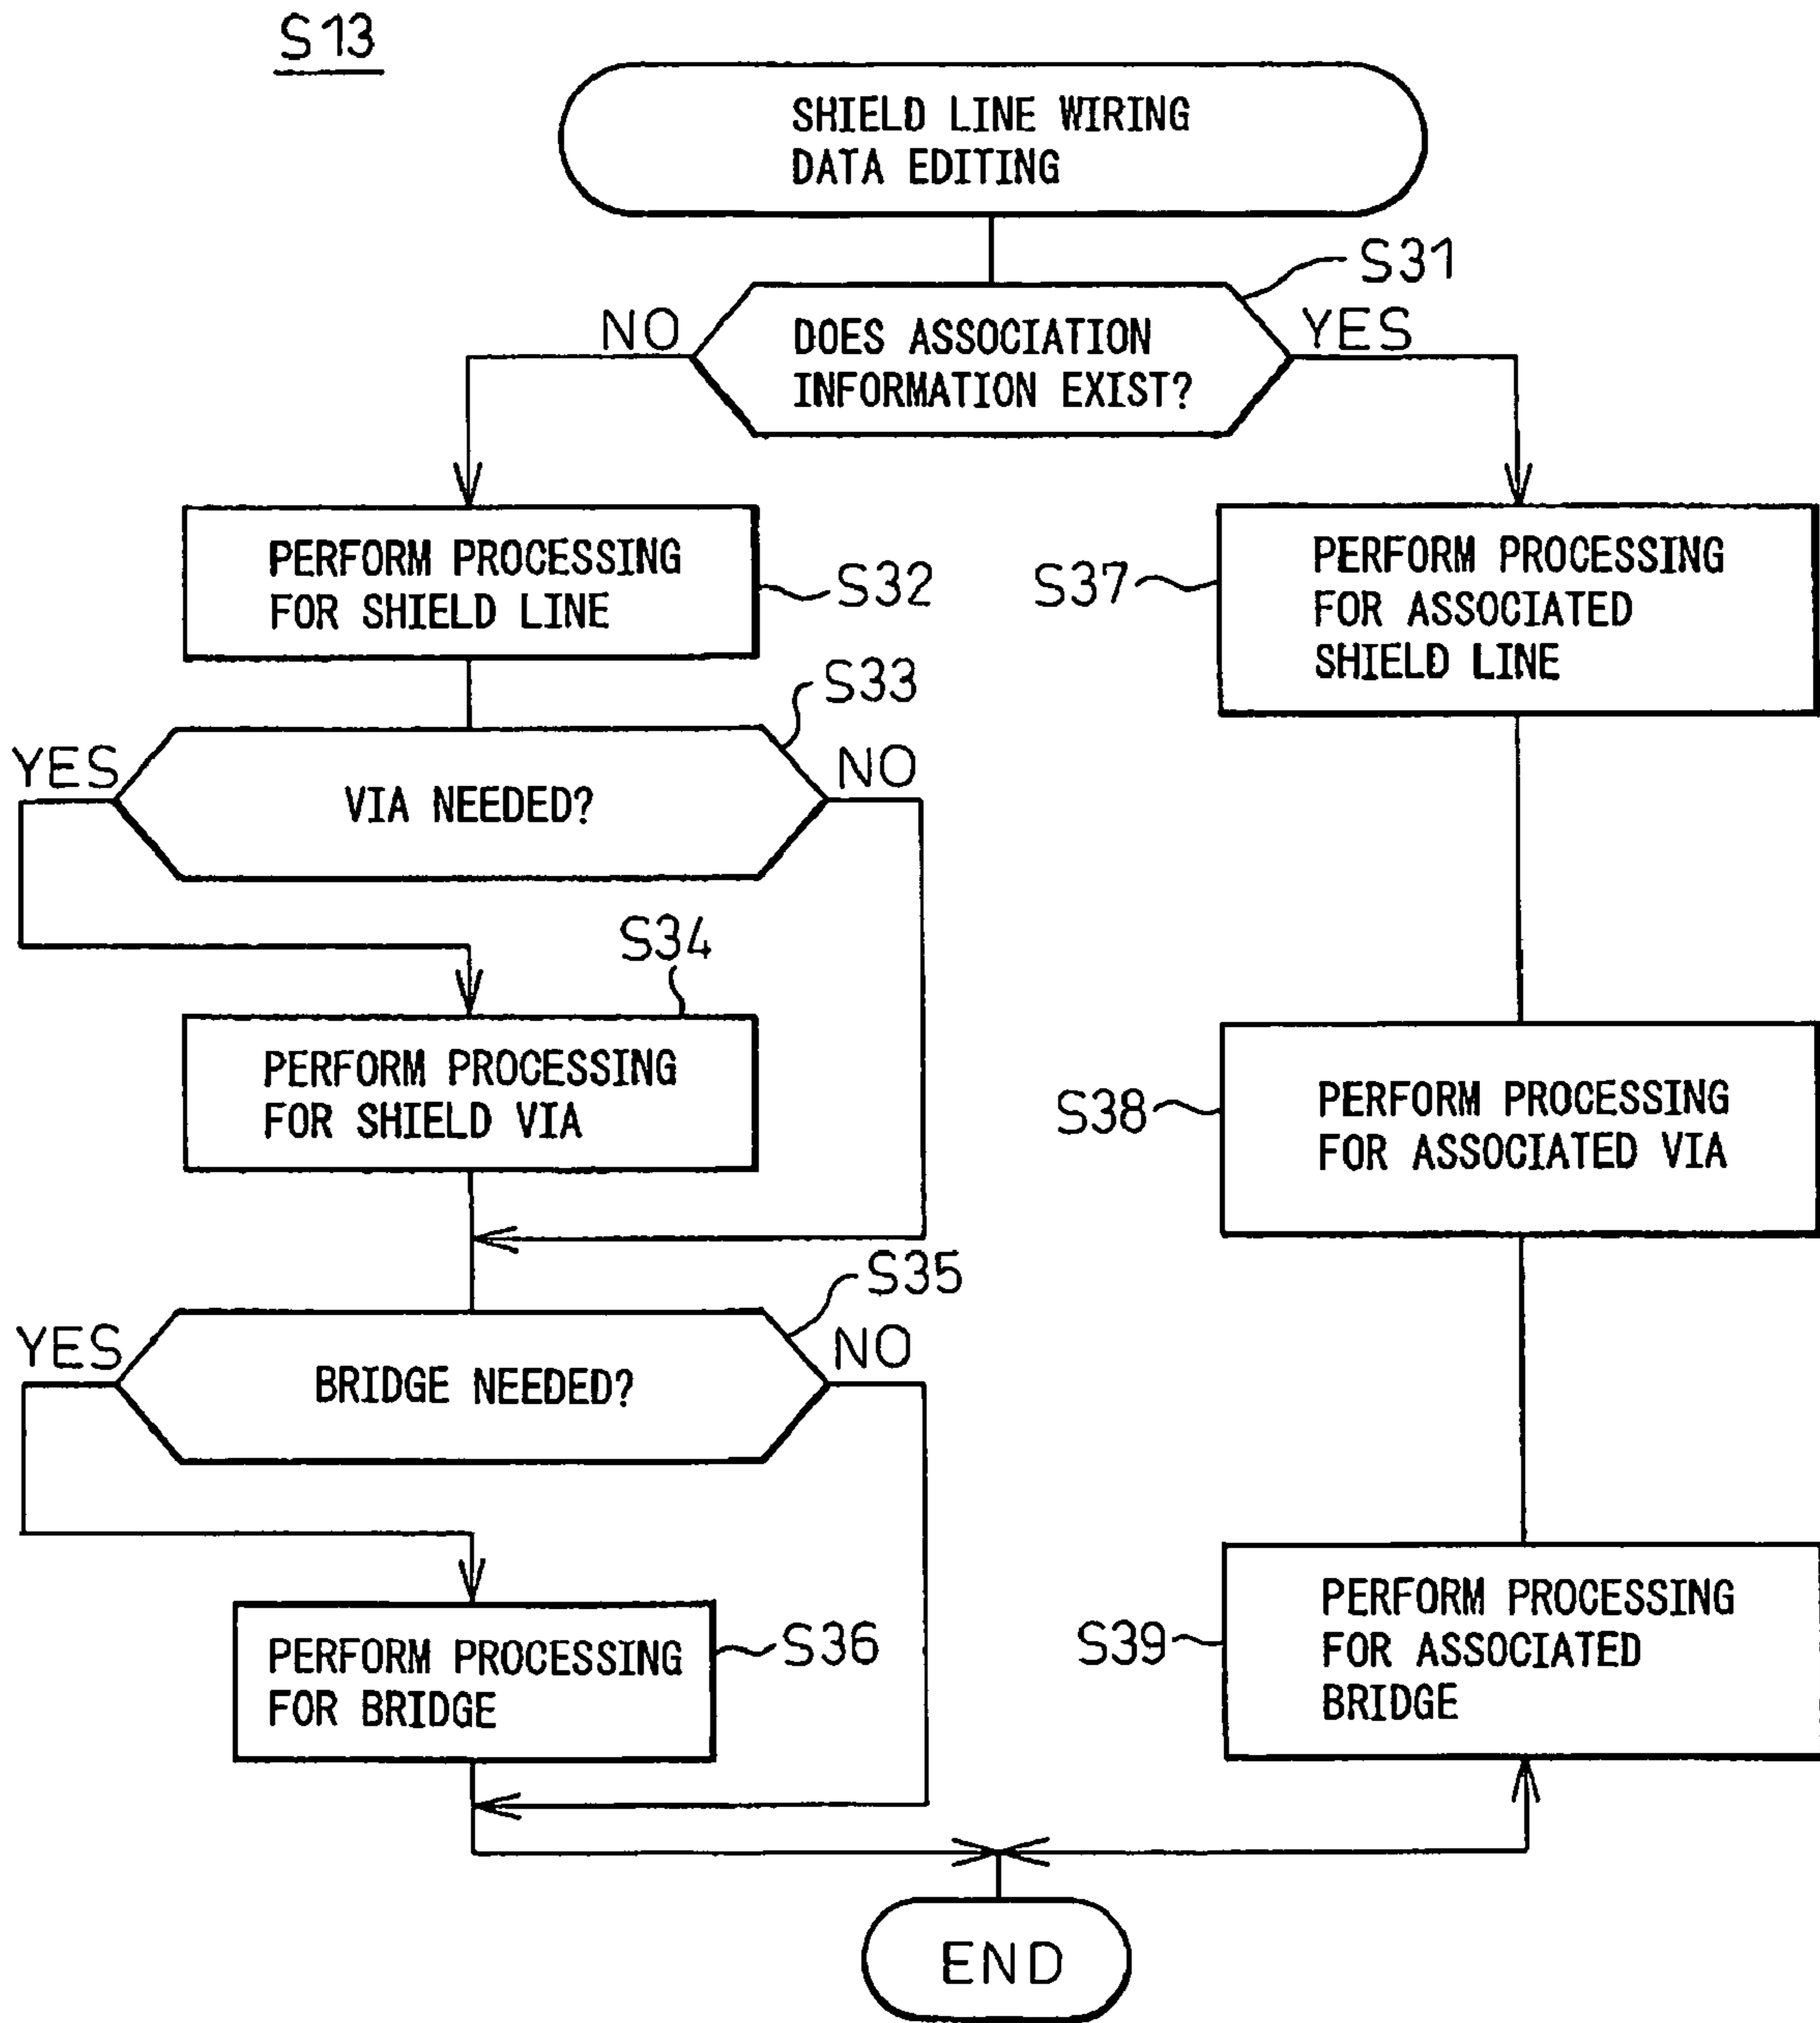 S13
SHIELD LINE WIRING
DATA EDITING
S31
NO
DOES ASSOCIATION
INFORMATION EXIST?
YES
PERFORM PROCESSING
FOR SHIELD LINE
S32
S37
PERFORM PROCESSING
FOR ASSOCIATED
SHIELD LINE
S33
YES
VIA NEEDED?
NO
S34
PERFORM PROCESSING
FOR SHIELD VIA
S38
PERFORM PROCESSING
FOR ASSOCIATED VIA
S35
YES
BRIDGE NEEDED?
NO
PERFORM PROCESSING
FOR BRIDGE
S36
S39
PERFORM PROCESSING
FOR ASSOCIATED
BRIDGE
END